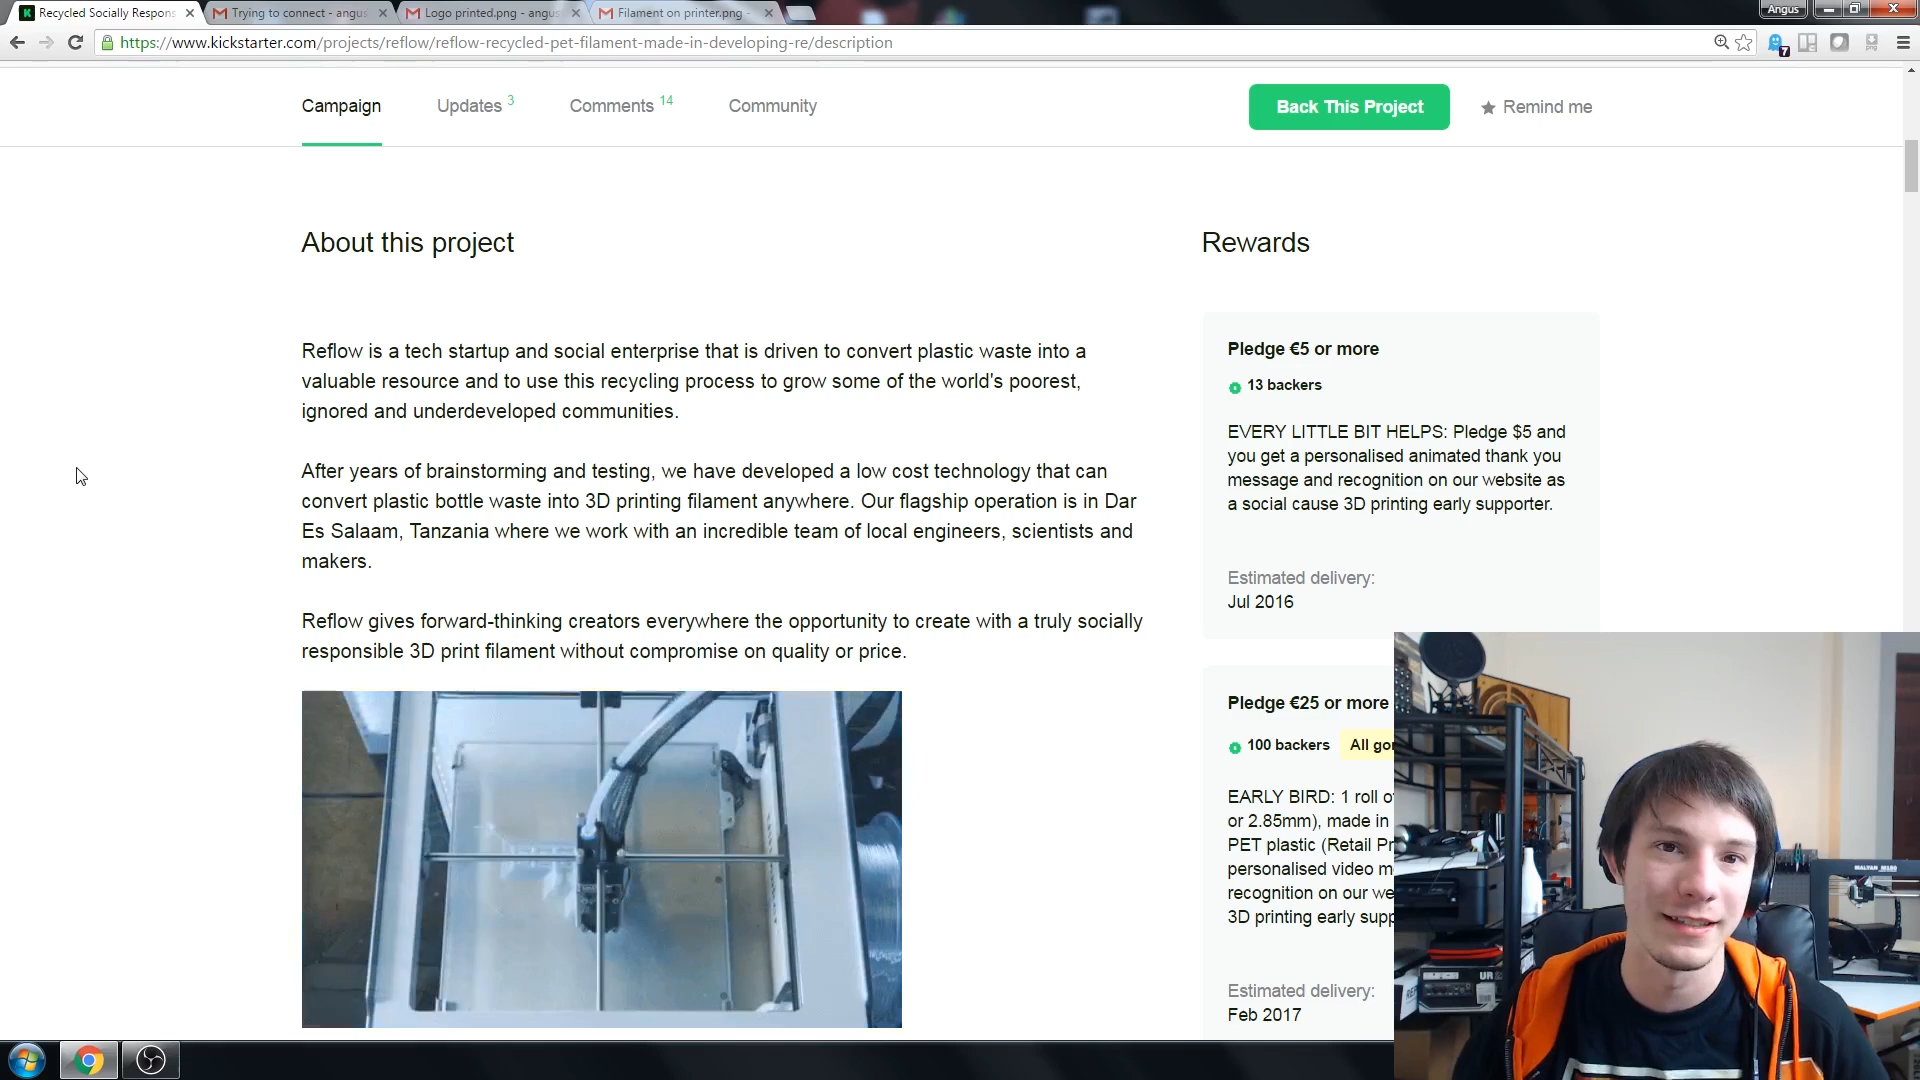 Recycled Socially Respons
Trying to connect - angus
Logo printed.png - angus
Filament on printer.png -
Angus
https://www.kickstarter.com/projects/reflow/reflow-recycled-pet-filament-made-in-developing-re/description
7
Campaign
Updates 3
Comments 14
Community
Back This Project
Remind me
About this project
Reflow is a tech startup and social enterprise that is driven to convert plastic waste into a
valuable resource and to use this recycling process to grow some of the world's poorest,
ignored and underdeveloped communities.
After years of brainstorming and testing, we have developed a low cost technology that can
convert plastic bottle waste into 3D printing filament anywhere. Our flagship operation is in Dar
Es Salaam, Tanzania where we work with an incredible team of local engineers, scientists and
makers.
Reflow gives forward-thinking creators everywhere the opportunity to create with a truly socially
responsible 3D print filament without compromise on quality or price.
Rewards
Pledge €5 or more
13 backers
EVERY LITTLE BIT HELPS: Pledge $5 and
you get a personalised animated thank you
message and recognition on our website as
a social cause 3D printing early supporter.
Estimated delivery:
Jul 2016
Pledge €25 or more
100 backers All gon
EARLY BIRD: 1 roll o
or 2.85mm), made in
PET plastic (Retail Pr
personalised video m
recognition on our we
3D printing early supp
Estimated delivery:
Feb 2017